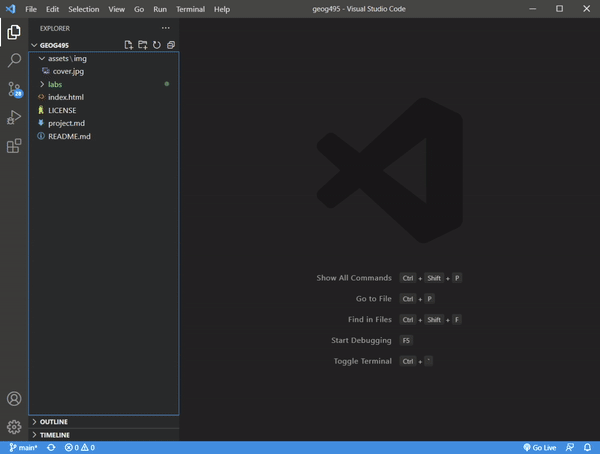 File Edit Selection View Go Run Terminal Help geog495 - Visual Studio Code
EXPLORER
GEOG495
assets\img
cover.jpg
labs
index.html
LICENSE
project.md
README.md
28
Show All Commands Ctrl + Shift + P
Go to File Ctrl + P
Find in Files Ctrl + Shift + F
Start Debugging F5
Toggle Terminal Ctrl + `
OUTLINE
TIMELINE
main* 0 0 Go Live